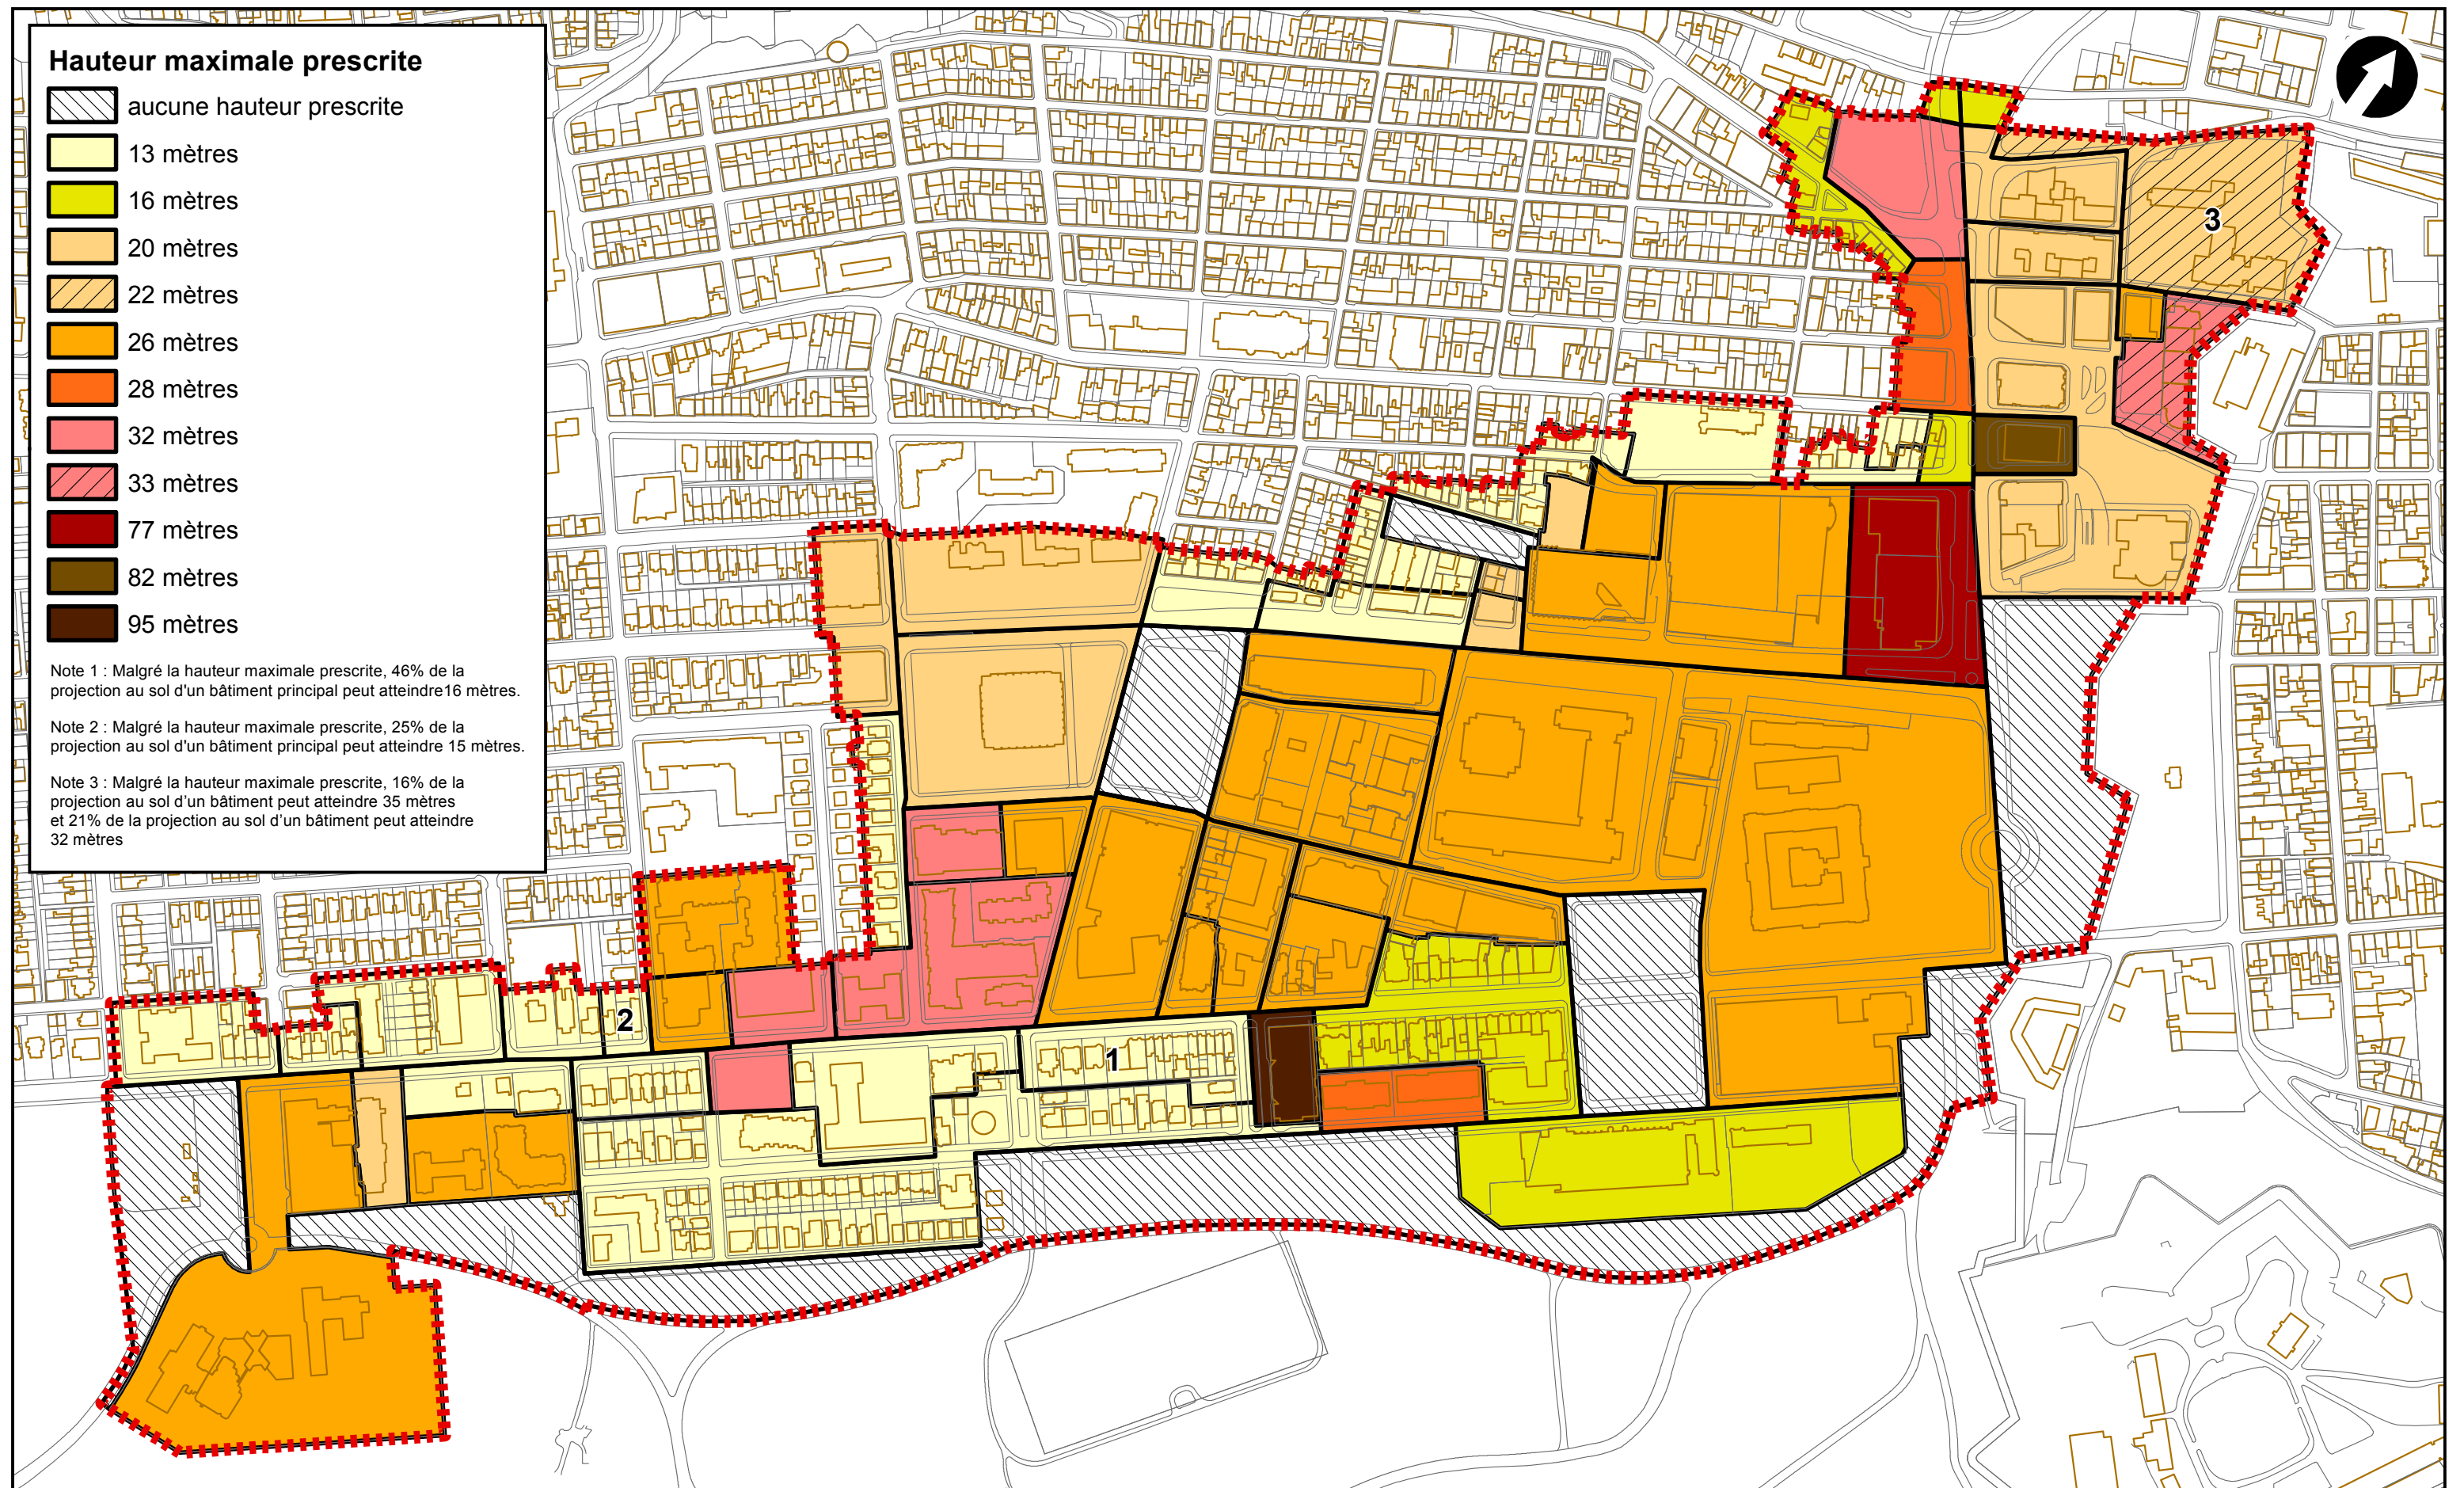 Hauteur maximale prescrite
aucune hauteur prescrite
13 mètres
16 mètres
20 mètres
22 mètres
26 mètres
28 mètres
32 mètres
33 mètres
77 mètres
82 mètres
95 mètres
Note 1 : Malgré la hauteur maximale prescrite, 46% de la
projection au sol d'un bâtiment principal peut atteindre16 mètres.
Note 2 : Malgré la hauteur maximale prescrite, 25% de la
projection au sol d'un bâtiment principal peut atteindre 15 mètres.
Note 3 : Malgré la hauteur maximale prescrite, 16% de la
projection au sol d’un bâtiment peut atteindre 35 mètres
et 21% de la projection au sol d’un bâtiment peut atteindre
32 mètres
3
2
1